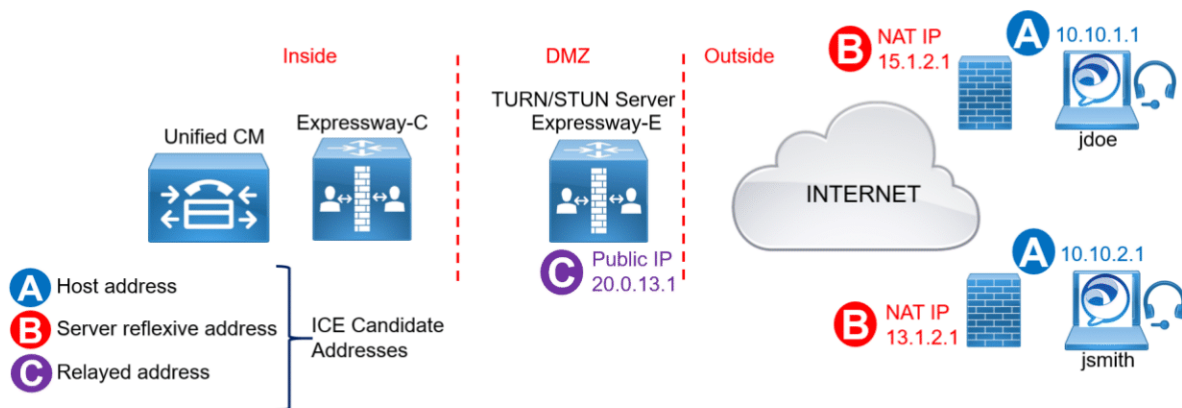 Inside
DMZ
Outside
NAT IP
15.1.2.1
B
A
10.10.1.1
Unified CM
Expressway-C
TURN/STUN Server
Expressway-E
jdoe
INTERNET
C
Public IP
20.0.13.1
A
10.10.2.1
B
NAT IP
13.1.2.1
jsmith
A Host address
B Server reflexive address
C Relayed address
ICE Candidate
Addresses